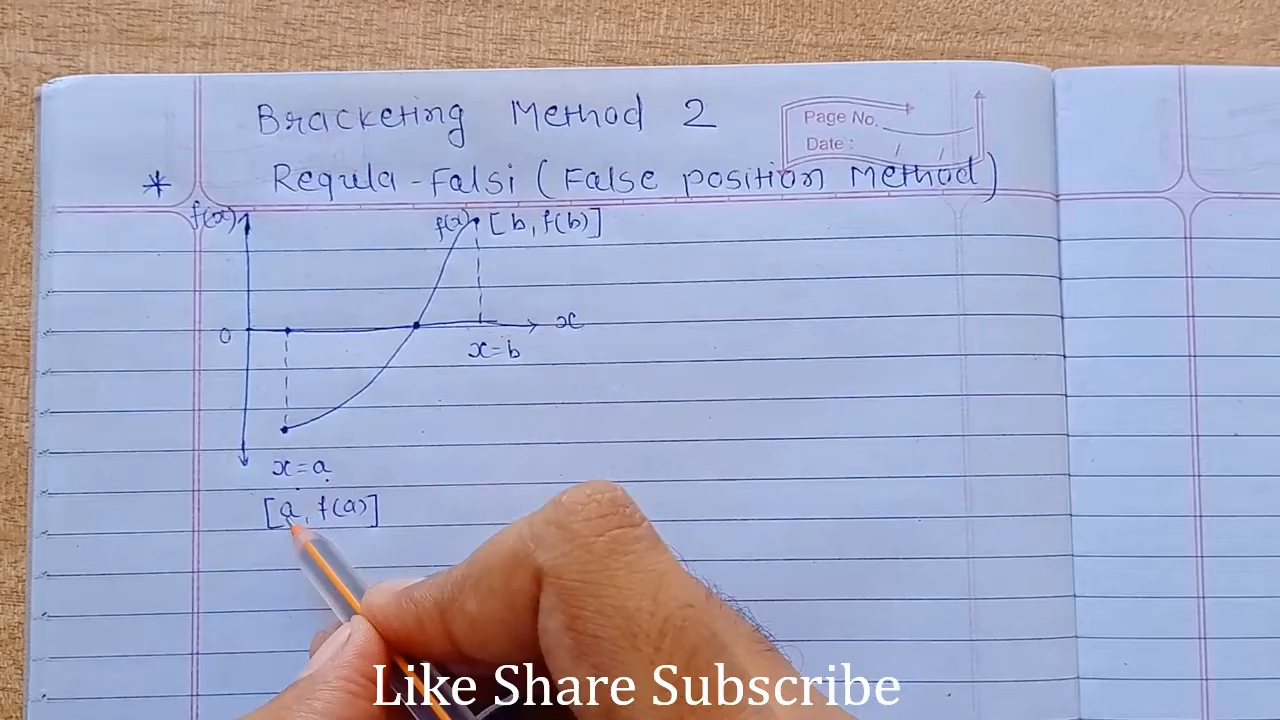 Bracketing Method 2
Page No.
Date : / /
* Regula - Falsi ( False position Method )
f(x)
f(x) [ b, f(b) ]
0
x
x = b
x = a
[ a, f(a) ]
Like Share Subscribe